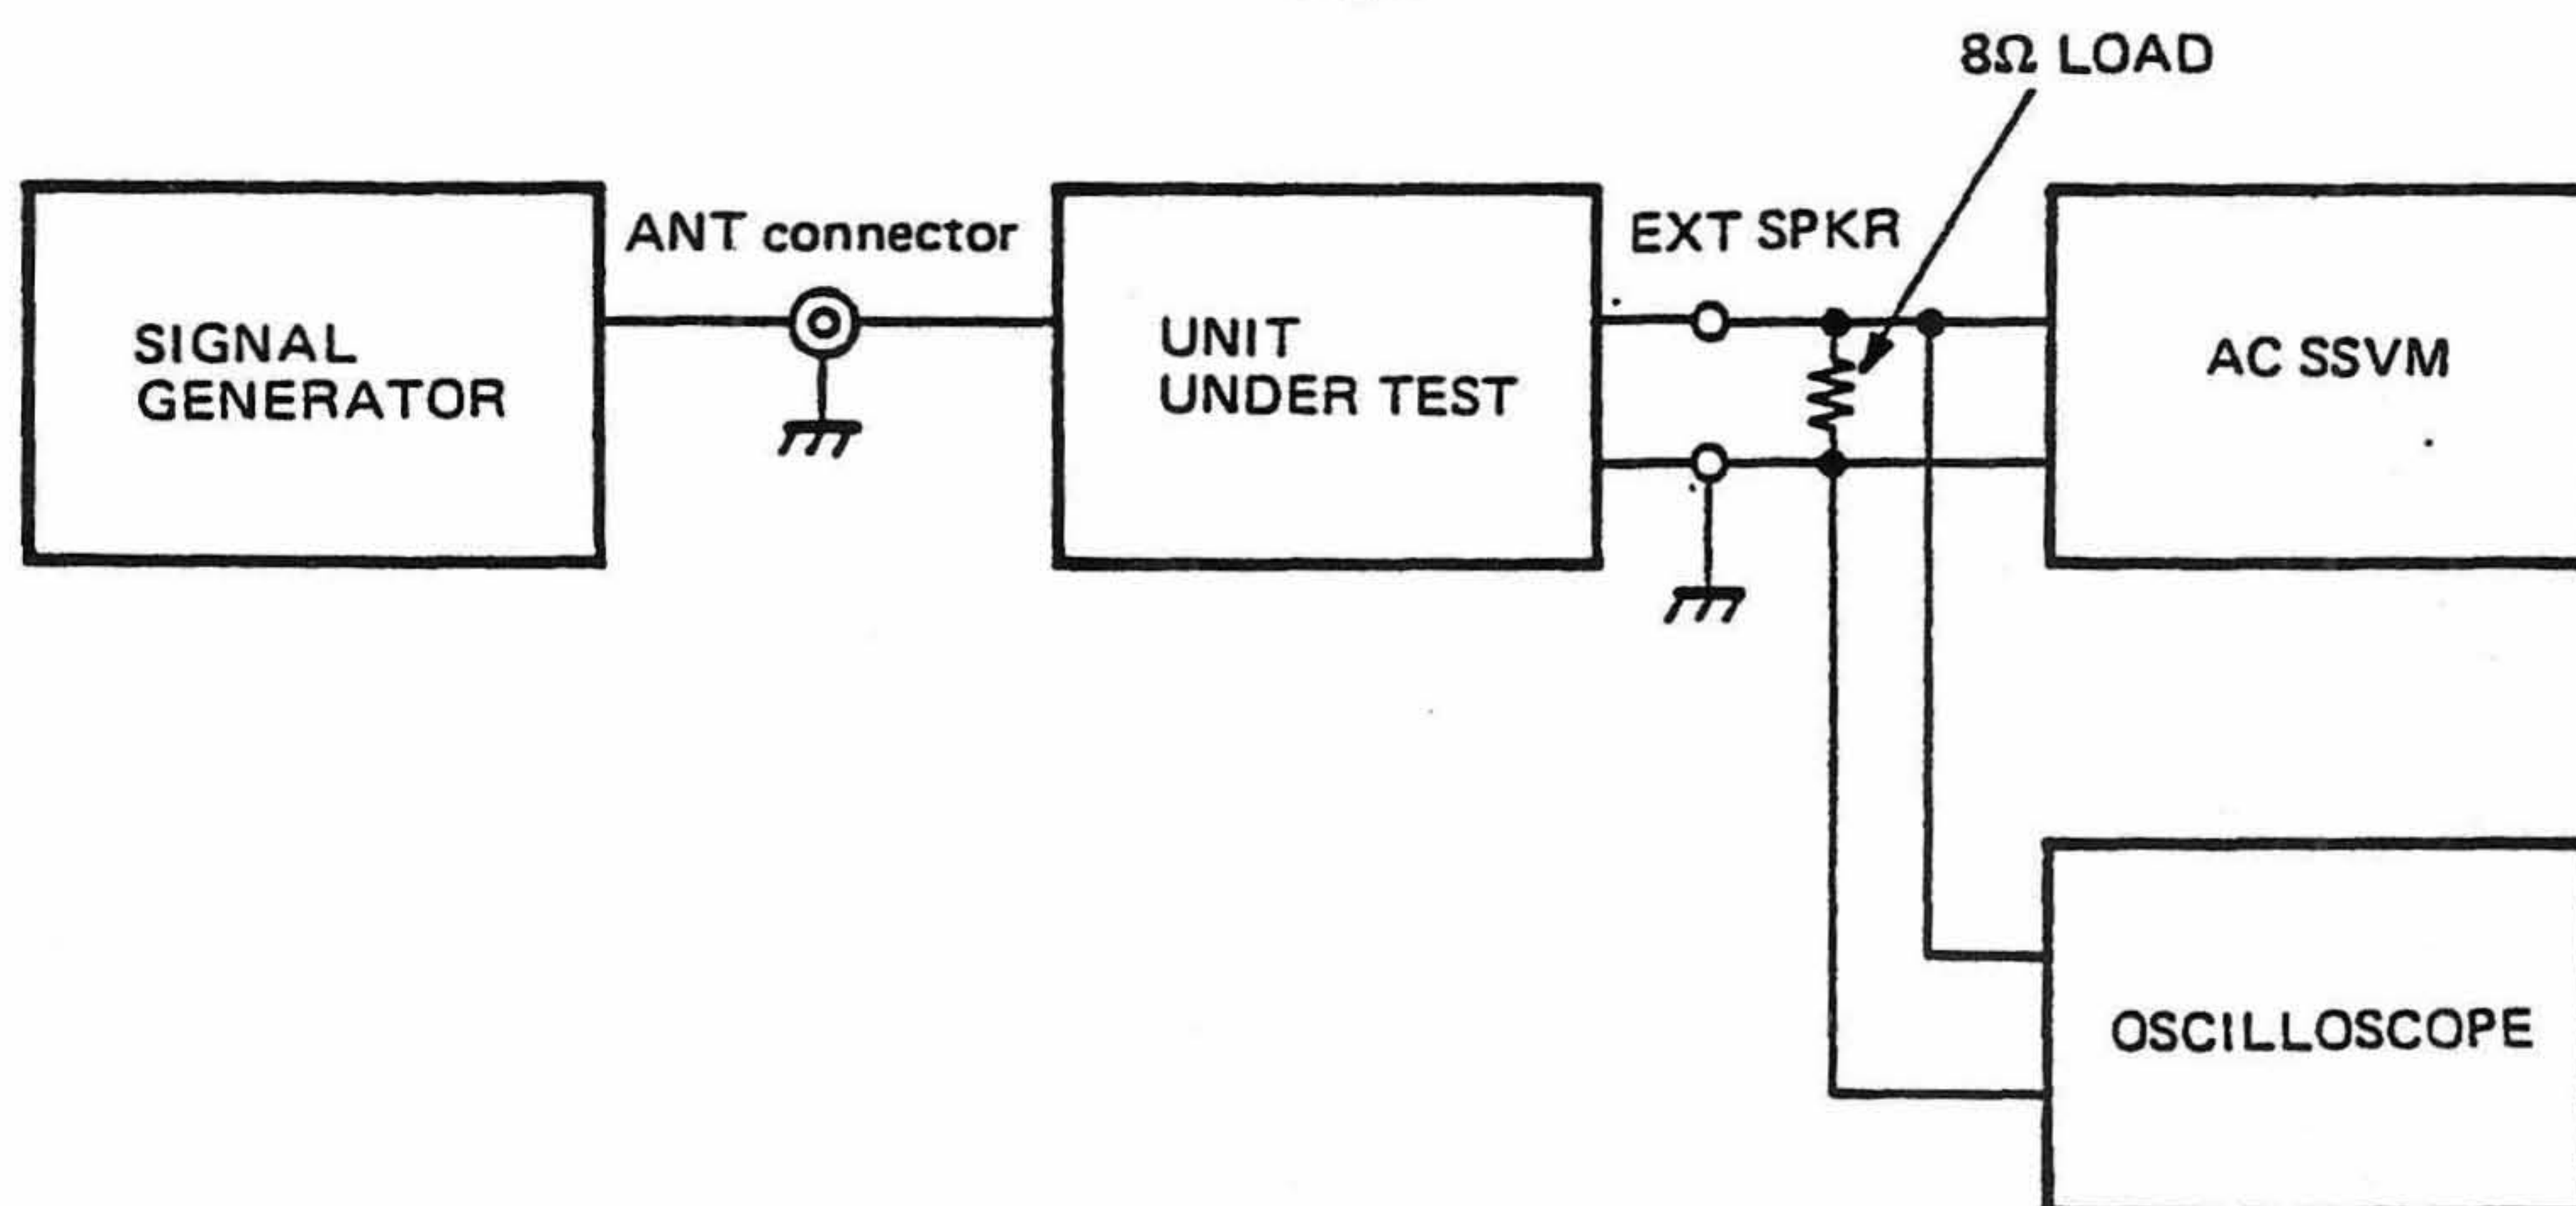 8Ω LOAD
ANT connector
EXT SPKR
SIGNAL
GENERATOR
UNIT
UNDER TEST
AC SSVM
OSCILLOSCOPE